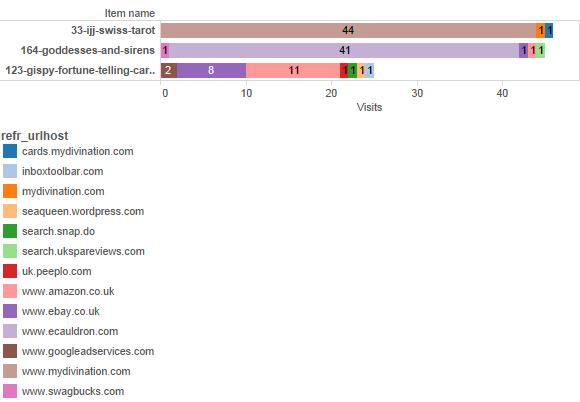 Item name
33-ijj-swiss-tarot 44 1 1
164-goddesses-and-sirens 1 41 1 1 1
123-gispy-fortune-telling-car.. 2 8 11 1 1 1 1
0 10 20 30 40
Visits
refr_urlhost
cards.mydivination.com
inboxtoolbar.com
mydivination.com
seaqueen.wordpress.com
search.snap.do
search.ukspareviews.com
uk.peeplo.com
www.amazon.co.uk
www.ebay.co.uk
www.ecauldron.com
www.googleadservices.com
www.mydivination.com
www.swagbucks.com